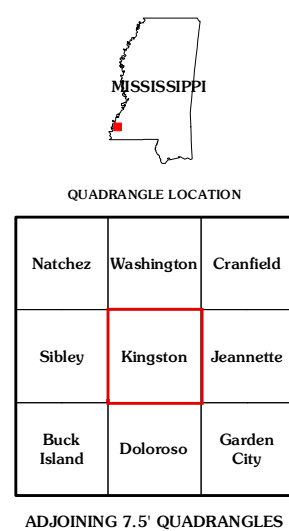 MISSISSIPPI
QUADRANGLE LOCATION
Natchez
Washington
Cranfield
Sibley
Kingston
Jeannette
Buck
Island
Doloroso
Garden
City
ADJOINING 7.5' QUADRANGLES